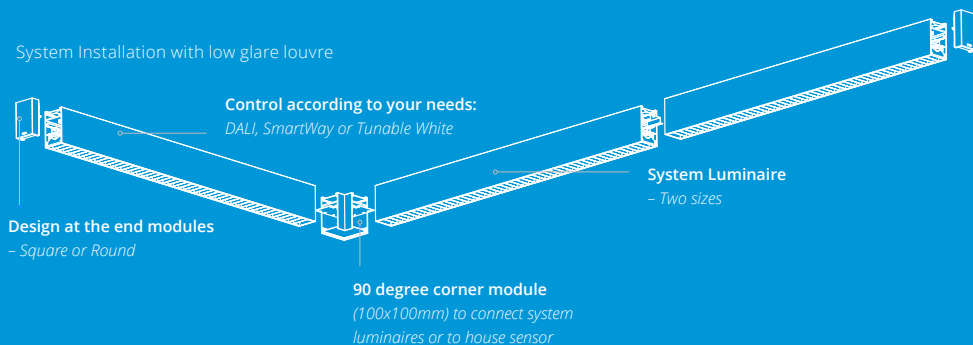 System Installation with low glare louvre
Control according to your needs:
DALI, SmartWay or Tunable White
System Luminaire
– Two sizes
Design at the end modules
– Square or Round
90 degree corner module
(100x100mm) to connect system
luminaires or to house sensor